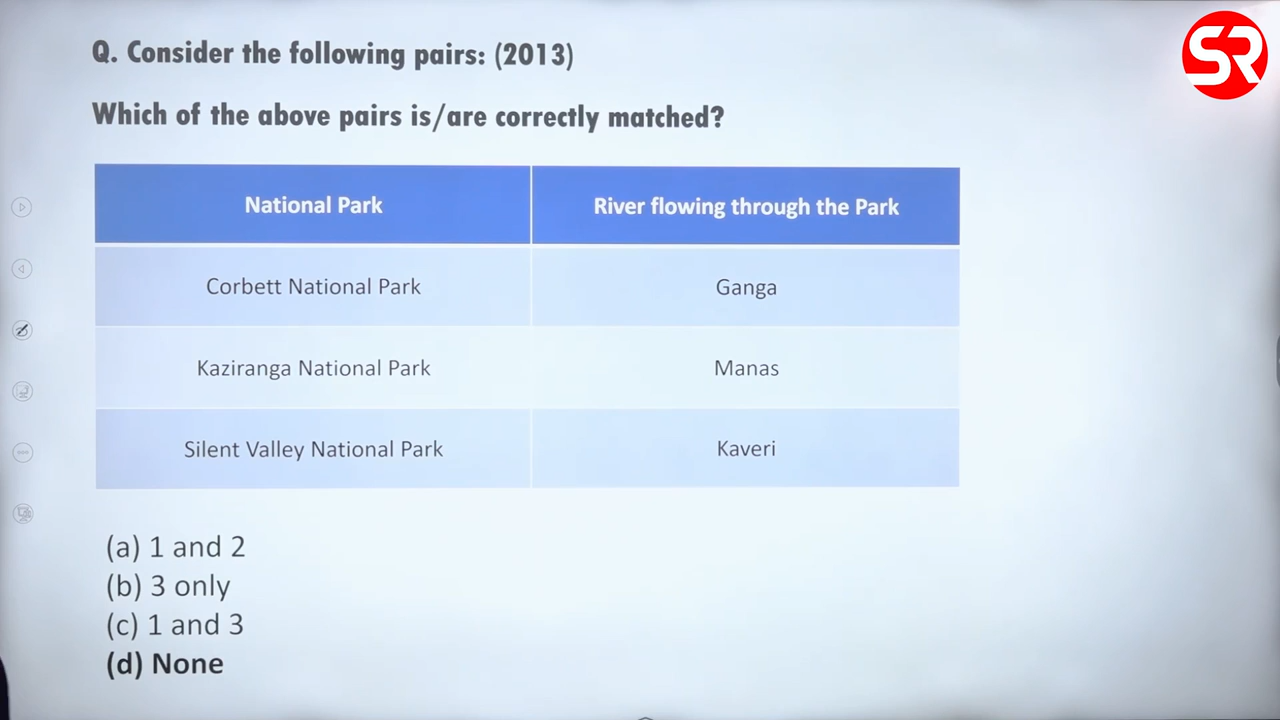 Q. Consider the following pairs: (2013)
SR
Which of the above pairs is/are correctly matched?
National Park River flowing through the Park
Corbett National Park Ganga
Kaziranga National Park Manas
Silent Valley National Park Kaveri
(a) 1 and 2
(b) 3 only
(c) 1 and 3
(d) None